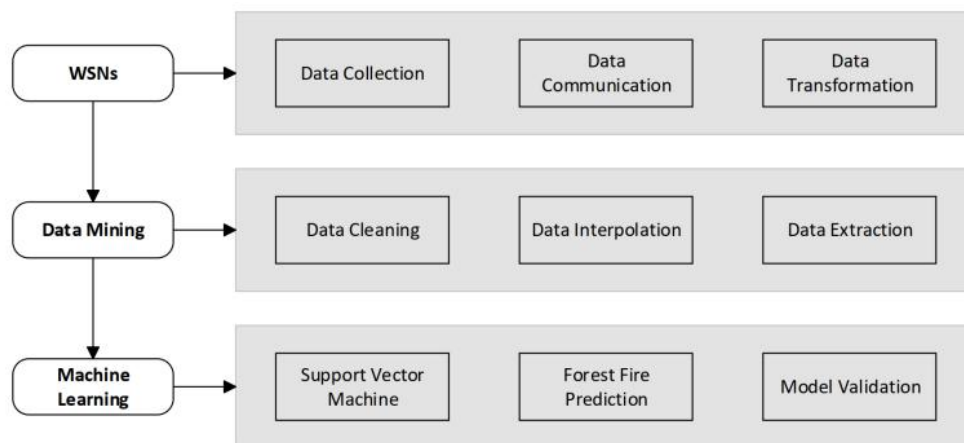 WSNs
Data Collection
Data
Communication
Data
Transformation
Data Mining
Data Cleaning
Data Interpolation
Data Extraction
Machine
Learning
Support Vector
Machine
Forest Fire
Prediction
Model Validation